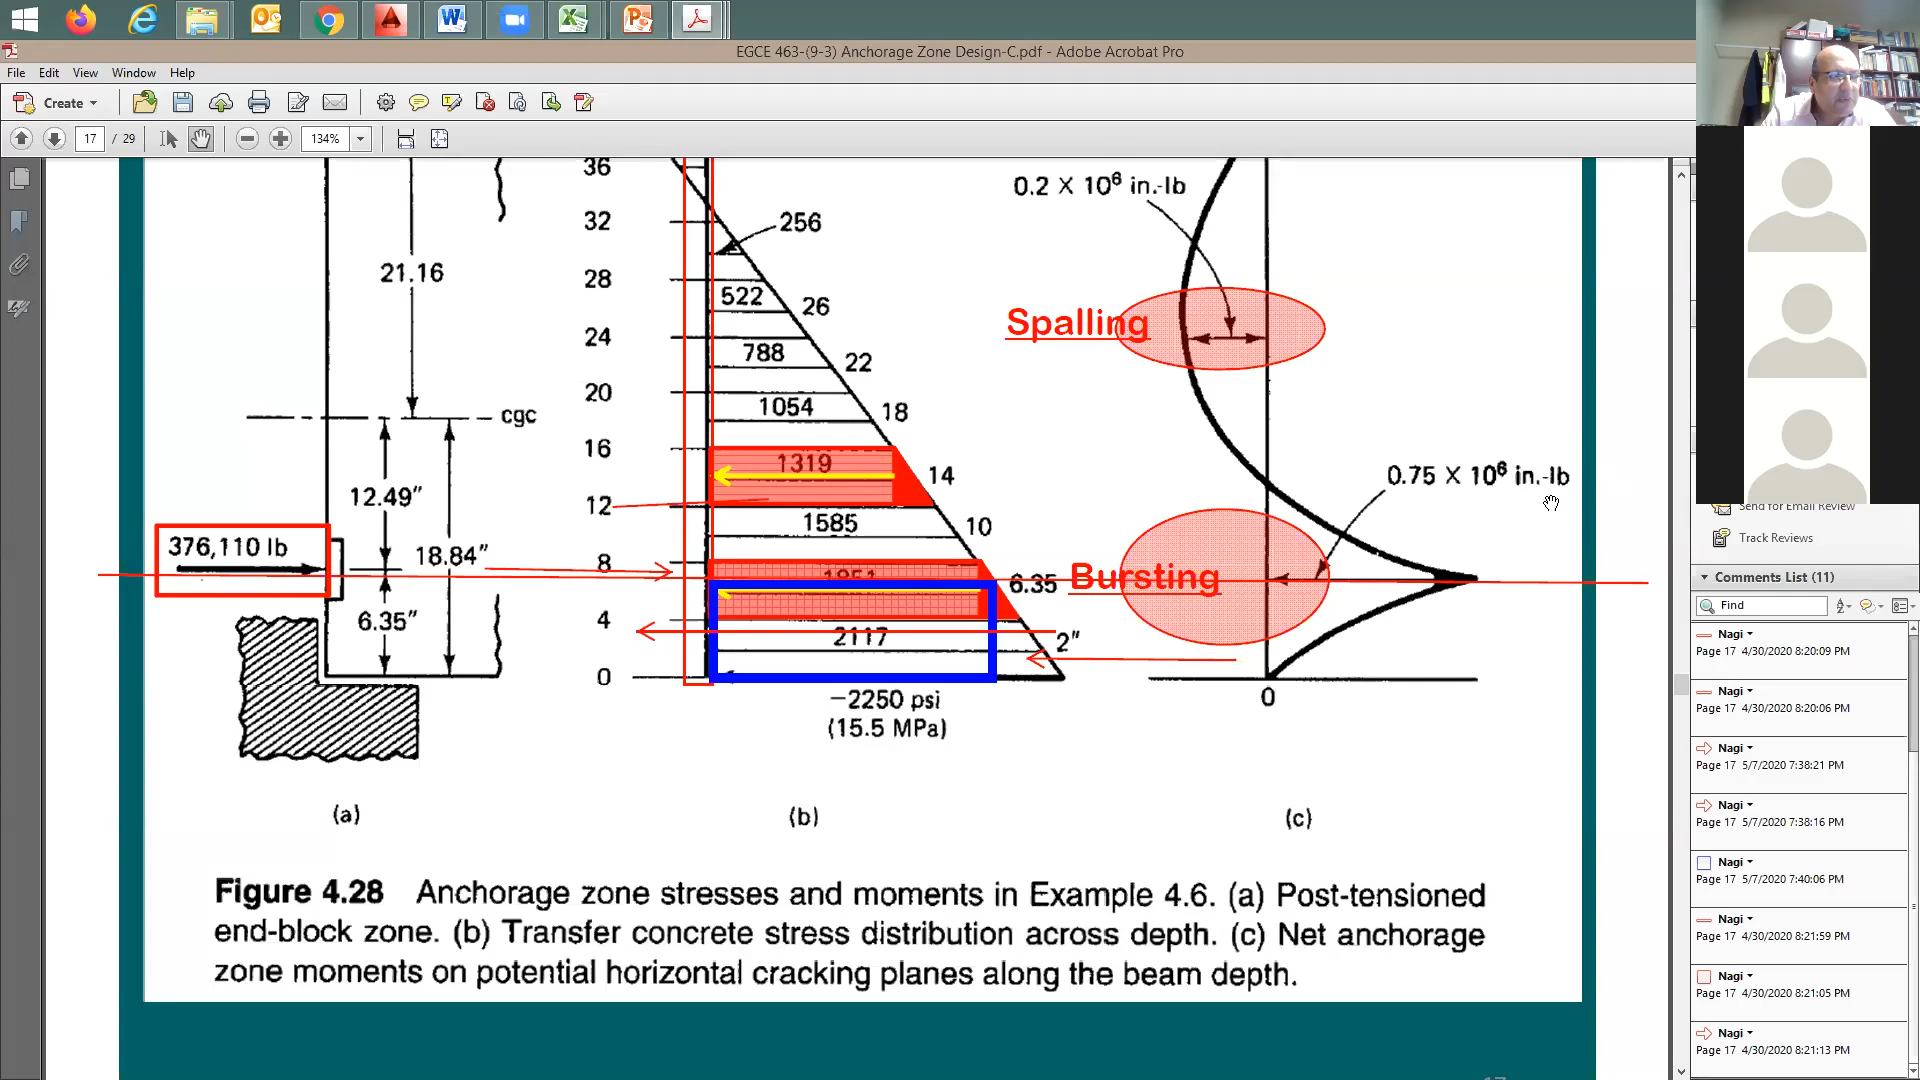 EGCE 463-(9-3) Anchorage Zone Design-C.pdf - Adobe Acrobat Pro
File Edit View Window Help
Create
17 / 29
134%
36
32
28
24
20
16
12
8
4
0
21.16
cgc
12.49"
18.84"
376,110 lb
6.35"
256
522
26
788
22
1054
18
1319
14
1585
10
1851
6.35
2117
2"
−2250 psi
(15.5 MPa)
0.2 X 10⁶ in.-lb
Spalling
0.75 X 10⁶ in.-lb
Bursting
0
(a)
(b)
(c)
Figure 4.28 Anchorage zone stresses and moments in Example 4.6. (a) Post-tensioned
end-block zone. (b) Transfer concrete stress distribution across depth. (c) Net anchorage
zone moments on potential horizontal cracking planes along the beam depth.
Send for Email Review
Track Reviews
Comments List (11)
Find
Nagi
Page 17 4/30/2020 8:20:09 PM
Nagi
Page 17 4/30/2020 8:20:06 PM
Nagi
Page 17 5/7/2020 7:38:21 PM
Nagi
Page 17 5/7/2020 7:38:16 PM
Nagi
Page 17 5/7/2020 7:40:06 PM
Nagi
Page 17 4/30/2020 8:21:59 PM
Nagi
Page 17 4/30/2020 8:21:05 PM
Nagi
Page 17 4/30/2020 8:21:13 PM